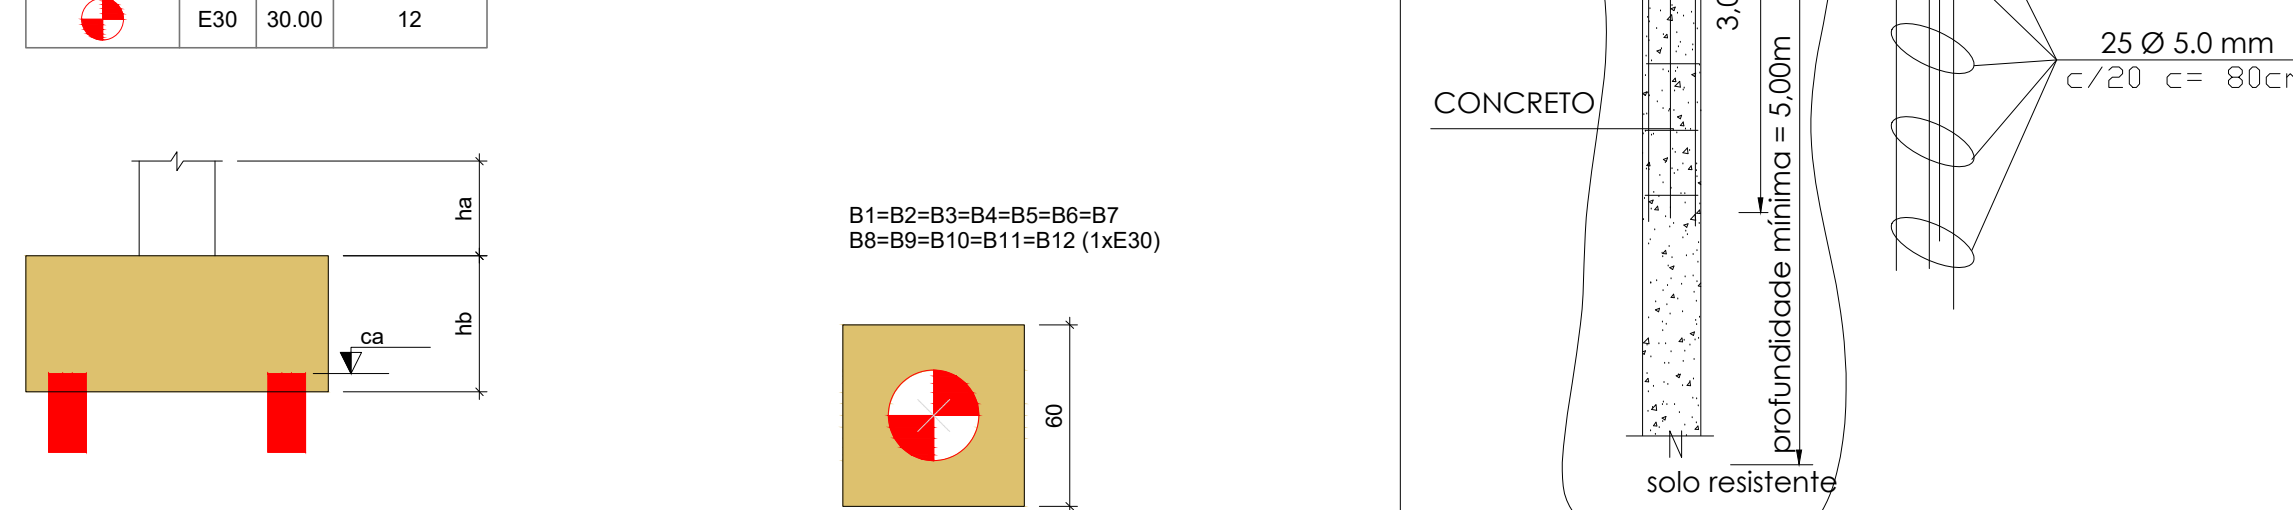 E30 30.00 12
ha
hb
ca
B1=B2=B3=B4=B5=B6=B7
B8=B9=B10=B11=B12 (1xE30)
60
CONCRETO
profundidade mínima = 5,00m
solo resistente
25 Ø 5.0 mm
c/20 c=